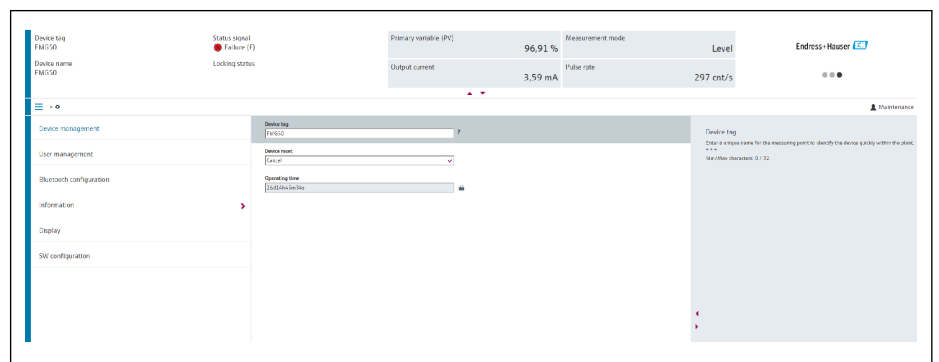 Device tag
FMG50
Status signal
Failure (F)
Device name
FMG50
Locking status
Primary variable (PV)
96,91 %
Measurement mode
Level
Output current
3,59 mA
Pulse rate
297 cnt/s
Endress+Hauser
Maintenance
Device management
User management
Bluetooth configuration
Information
Display
SW configuration
Device tag
FMG50
?
Device reset
Cancel
Operating time
26d14h45m34s
Device tag
Enter a unique name for the measuring point to identify the device quickly within the plant.
* * *
Min/Max characters: 0 / 32